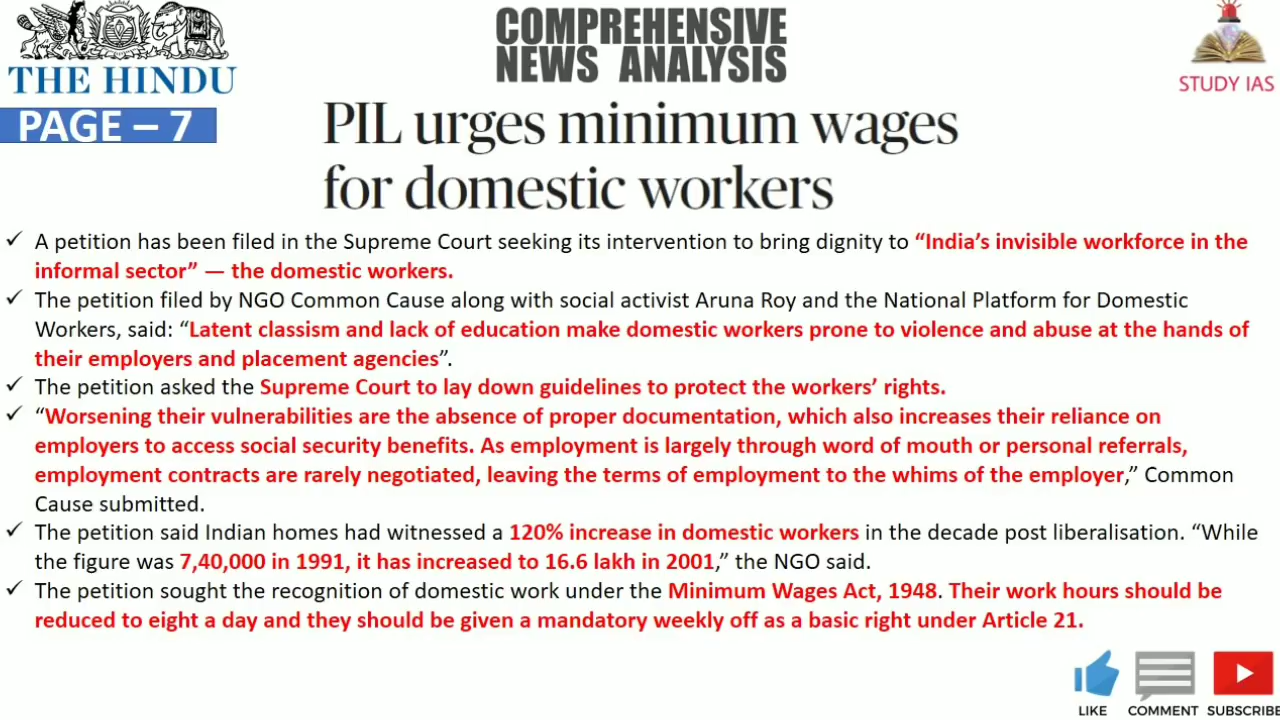 THE HINDU
COMPREHENSIVE
NEWS ANALYSIS
STUDY IAS
PAGE – 7
PIL urges minimum wages
for domestic workers
✓ A petition has been filed in the Supreme Court seeking its intervention to bring dignity to “India’s invisible workforce in the
informal sector” — the domestic workers.
✓ The petition filed by NGO Common Cause along with social activist Aruna Roy and the National Platform for Domestic
Workers, said: “Latent classism and lack of education make domestic workers prone to violence and abuse at the hands of
their employers and placement agencies”.
✓ The petition asked the Supreme Court to lay down guidelines to protect the workers’ rights.
✓ “Worsening their vulnerabilities are the absence of proper documentation, which also increases their reliance on
employers to access social security benefits. As employment is largely through word of mouth or personal referrals,
employment contracts are rarely negotiated, leaving the terms of employment to the whims of the employer,” Common
Cause submitted.
✓ The petition said Indian homes had witnessed a 120% increase in domestic workers in the decade post liberalisation. “While
the figure was 7,40,000 in 1991, it has increased to 16.6 lakh in 2001,” the NGO said.
✓ The petition sought the recognition of domestic work under the Minimum Wages Act, 1948. Their work hours should be
reduced to eight a day and they should be given a mandatory weekly off as a basic right under Article 21.
LIKE COMMENT SUBSCRIBE